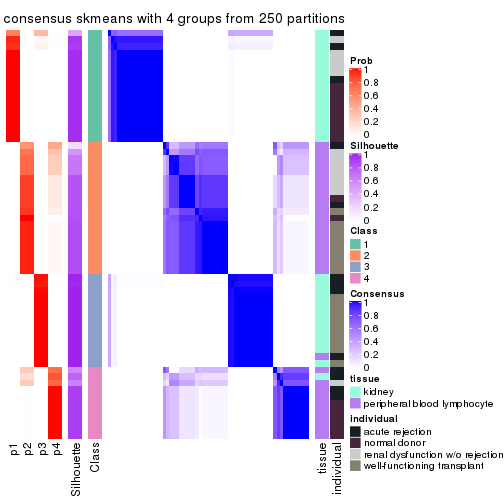 consensus skmeans with 4 groups from 250 partitions
Prob
1
0.8
0.6
0.4
0.2
0
Silhouette
1
0.8
0.6
0.4
0.2
0
Class
1
2
3
4
Consensus
1
0.8
0.6
0.4
0.2
0
tissue
kidney
peripheral blood lymphocyte
individual
acute rejection
normal donor
renal dysfunction w/o rejection
well-functioning transplant
p1
p2
p3
p4
Silhouette
Class
tissue
individual